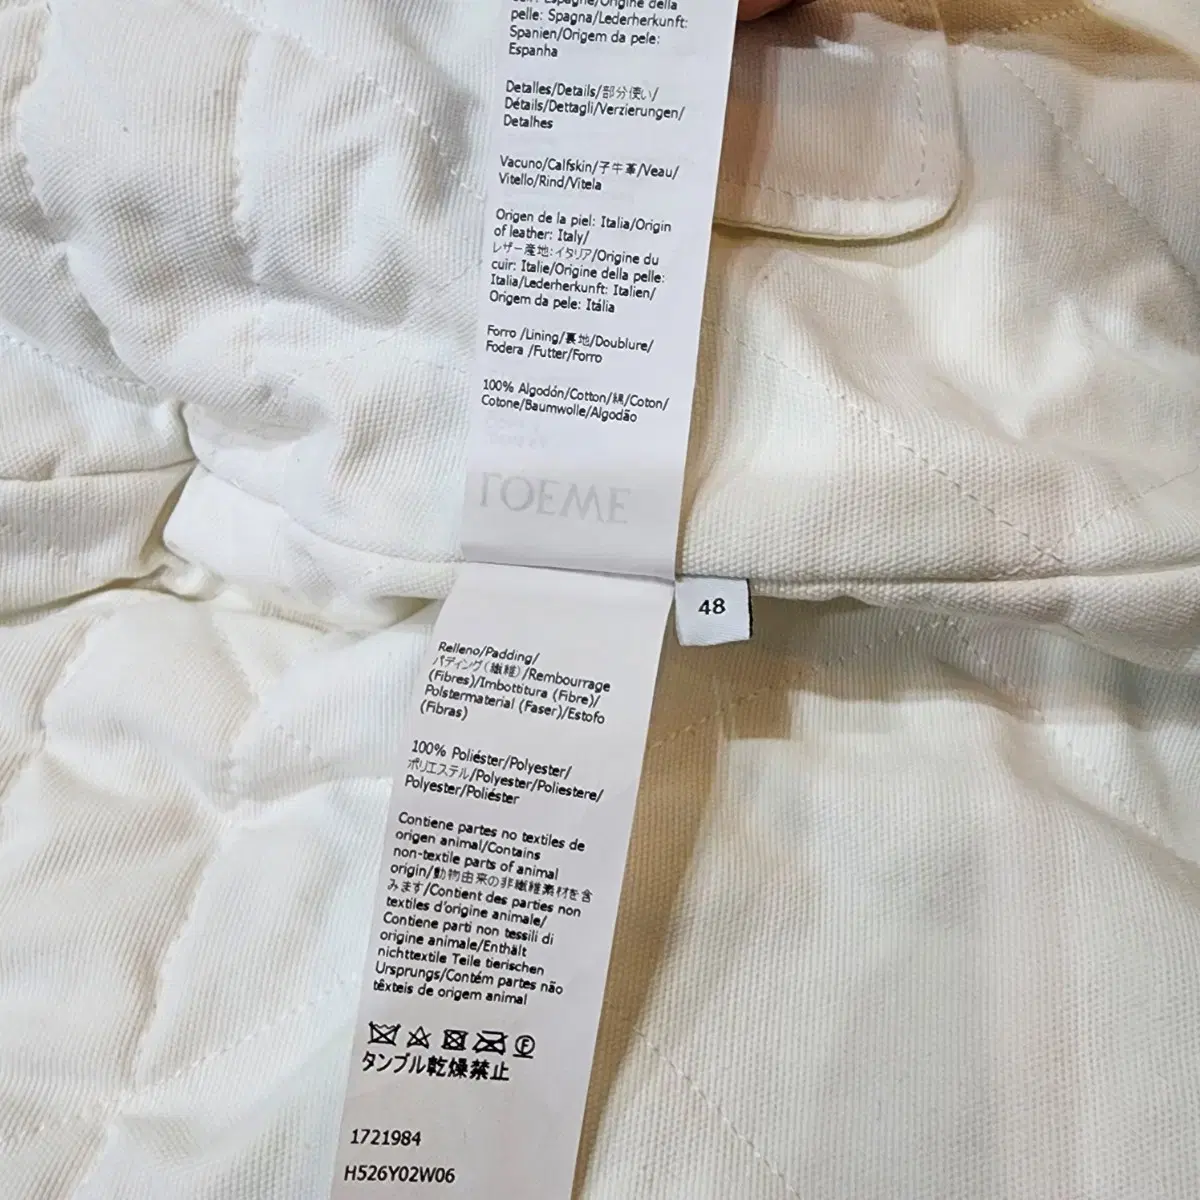 cuir: Espagne/Origine della
pelle: Spagna/Lederherkunft:
Spanien/Origem da pele:
Espanha
Detalles/Details/部分使い/
Détails/Dettagli/Verzierungen/
Detalhes
Vacuno/Calfskin/子牛革/Veau/
Vitello/Rind/Vitela
Origen de la piel: Italia/Origin
of leather: Italy/
レザー産地:イタリア/Origine du
cuir: Italie/Origine della pelle:
Italia/Lederherkunft: Italien/
Origem da pele: Itália
Forro /Lining/裏地/Doublure/
Fodera /Futter/Forro
100% Algodón/Cotton/綿/Coton/
Cotone/Baumwolle/Algodão
LOEWE
48
Relleno/Padding/
パディング(繊維)/Rembourrage
(Fibres)/Imbottitura (Fibre)/
Polstermaterial (Faser)/Estofo
(Fibras)
100% Poliéster/Polyester/
ポリエステル/Polyester/Poliestere/
Polyester/Poliéster
Contiene partes no textiles de
origen animal/Contains
non-textile parts of animal
origin/動物由来の非繊維素材を含
みます/Contient des parties non
textiles d'origine animale/
Contiene parti non tessili di
origine animale/Enthält
nichttextile Teile tierischen
Ursprungs/Contém partes não
têxteis de origem animal
F
タンブル乾燥禁止
1721984
H526Y02W06